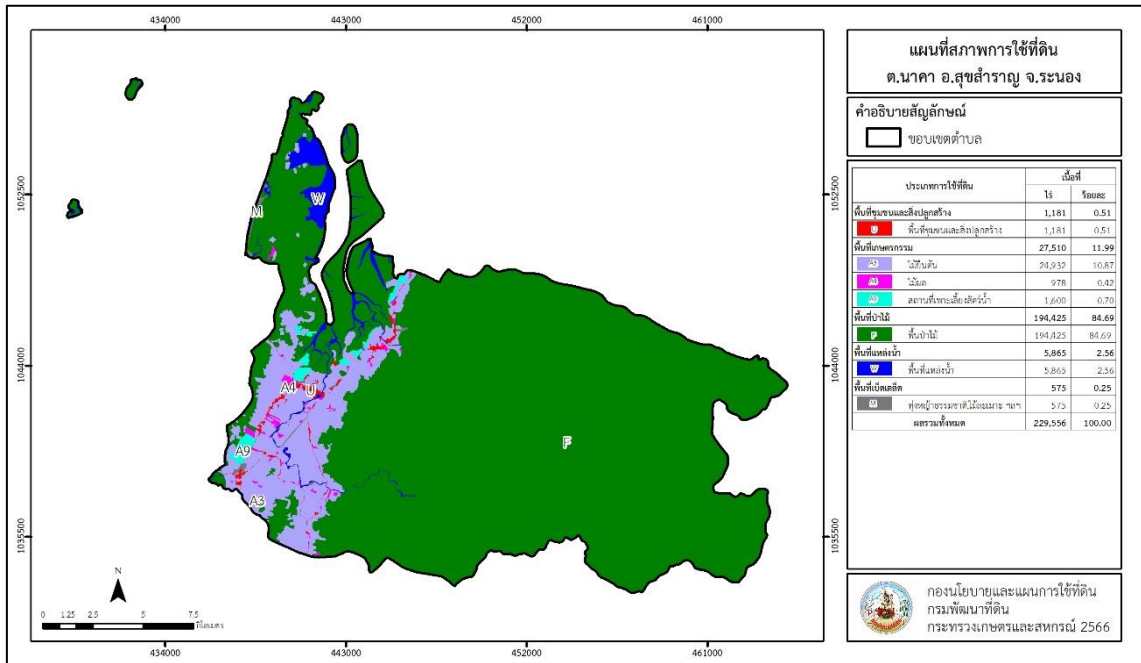 434000 443000 452000 461000
1052500 1052500
1044000 1044000
1035500 1035500
M
W
A4 U
A9
A3
F
N
0 1.25 2.5 5 7.5
กิโลเมตร
434000 443000 452000 461000
แผนที่สภาพการใช้ที่ดิน
ต.นาคา อ.สุขสำราญ จ.ระนอง
คำอธิบายสัญลักษณ์
ขอบเขตตำบล
ประเภทการใช้ที่ดิน เนื้อที่
ไร่ ร้อยละ
พื้นที่ชุมชนและสิ่งปลูกสร้าง 1,181 0.51
U พื้นที่ชุมชนและสิ่งปลูกสร้าง 1,181 0.51
พื้นที่เกษตรกรรม 27,510 11.99
A3 ไม้ยืนต้น 24,932 10.87
A4 ไม้ผล 978 0.42
A9 สถานที่เพาะเลี้ยงสัตว์น้ำ 1,600 0.70
พื้นที่ป่าไม้ 194,425 84.69
F พื้นป่าไม้ 194,425 84.69
พื้นที่แหล่งน้ำ 5,865 2.56
W พื้นที่แหล่งน้ำ 5,865 2.56
พื้นที่เบ็ดเตล็ด 575 0.25
M ทุ่งหญ้าธรรมชาติ,ไม้ละเมาะ ฯลฯ 575 0.25
ผลรวมทั้งหมด 229,556 100.00
กองนโยบายและแผนการใช้ที่ดิน
กรมพัฒนาที่ดิน
กระทรวงเกษตรและสหกรณ์ 2566